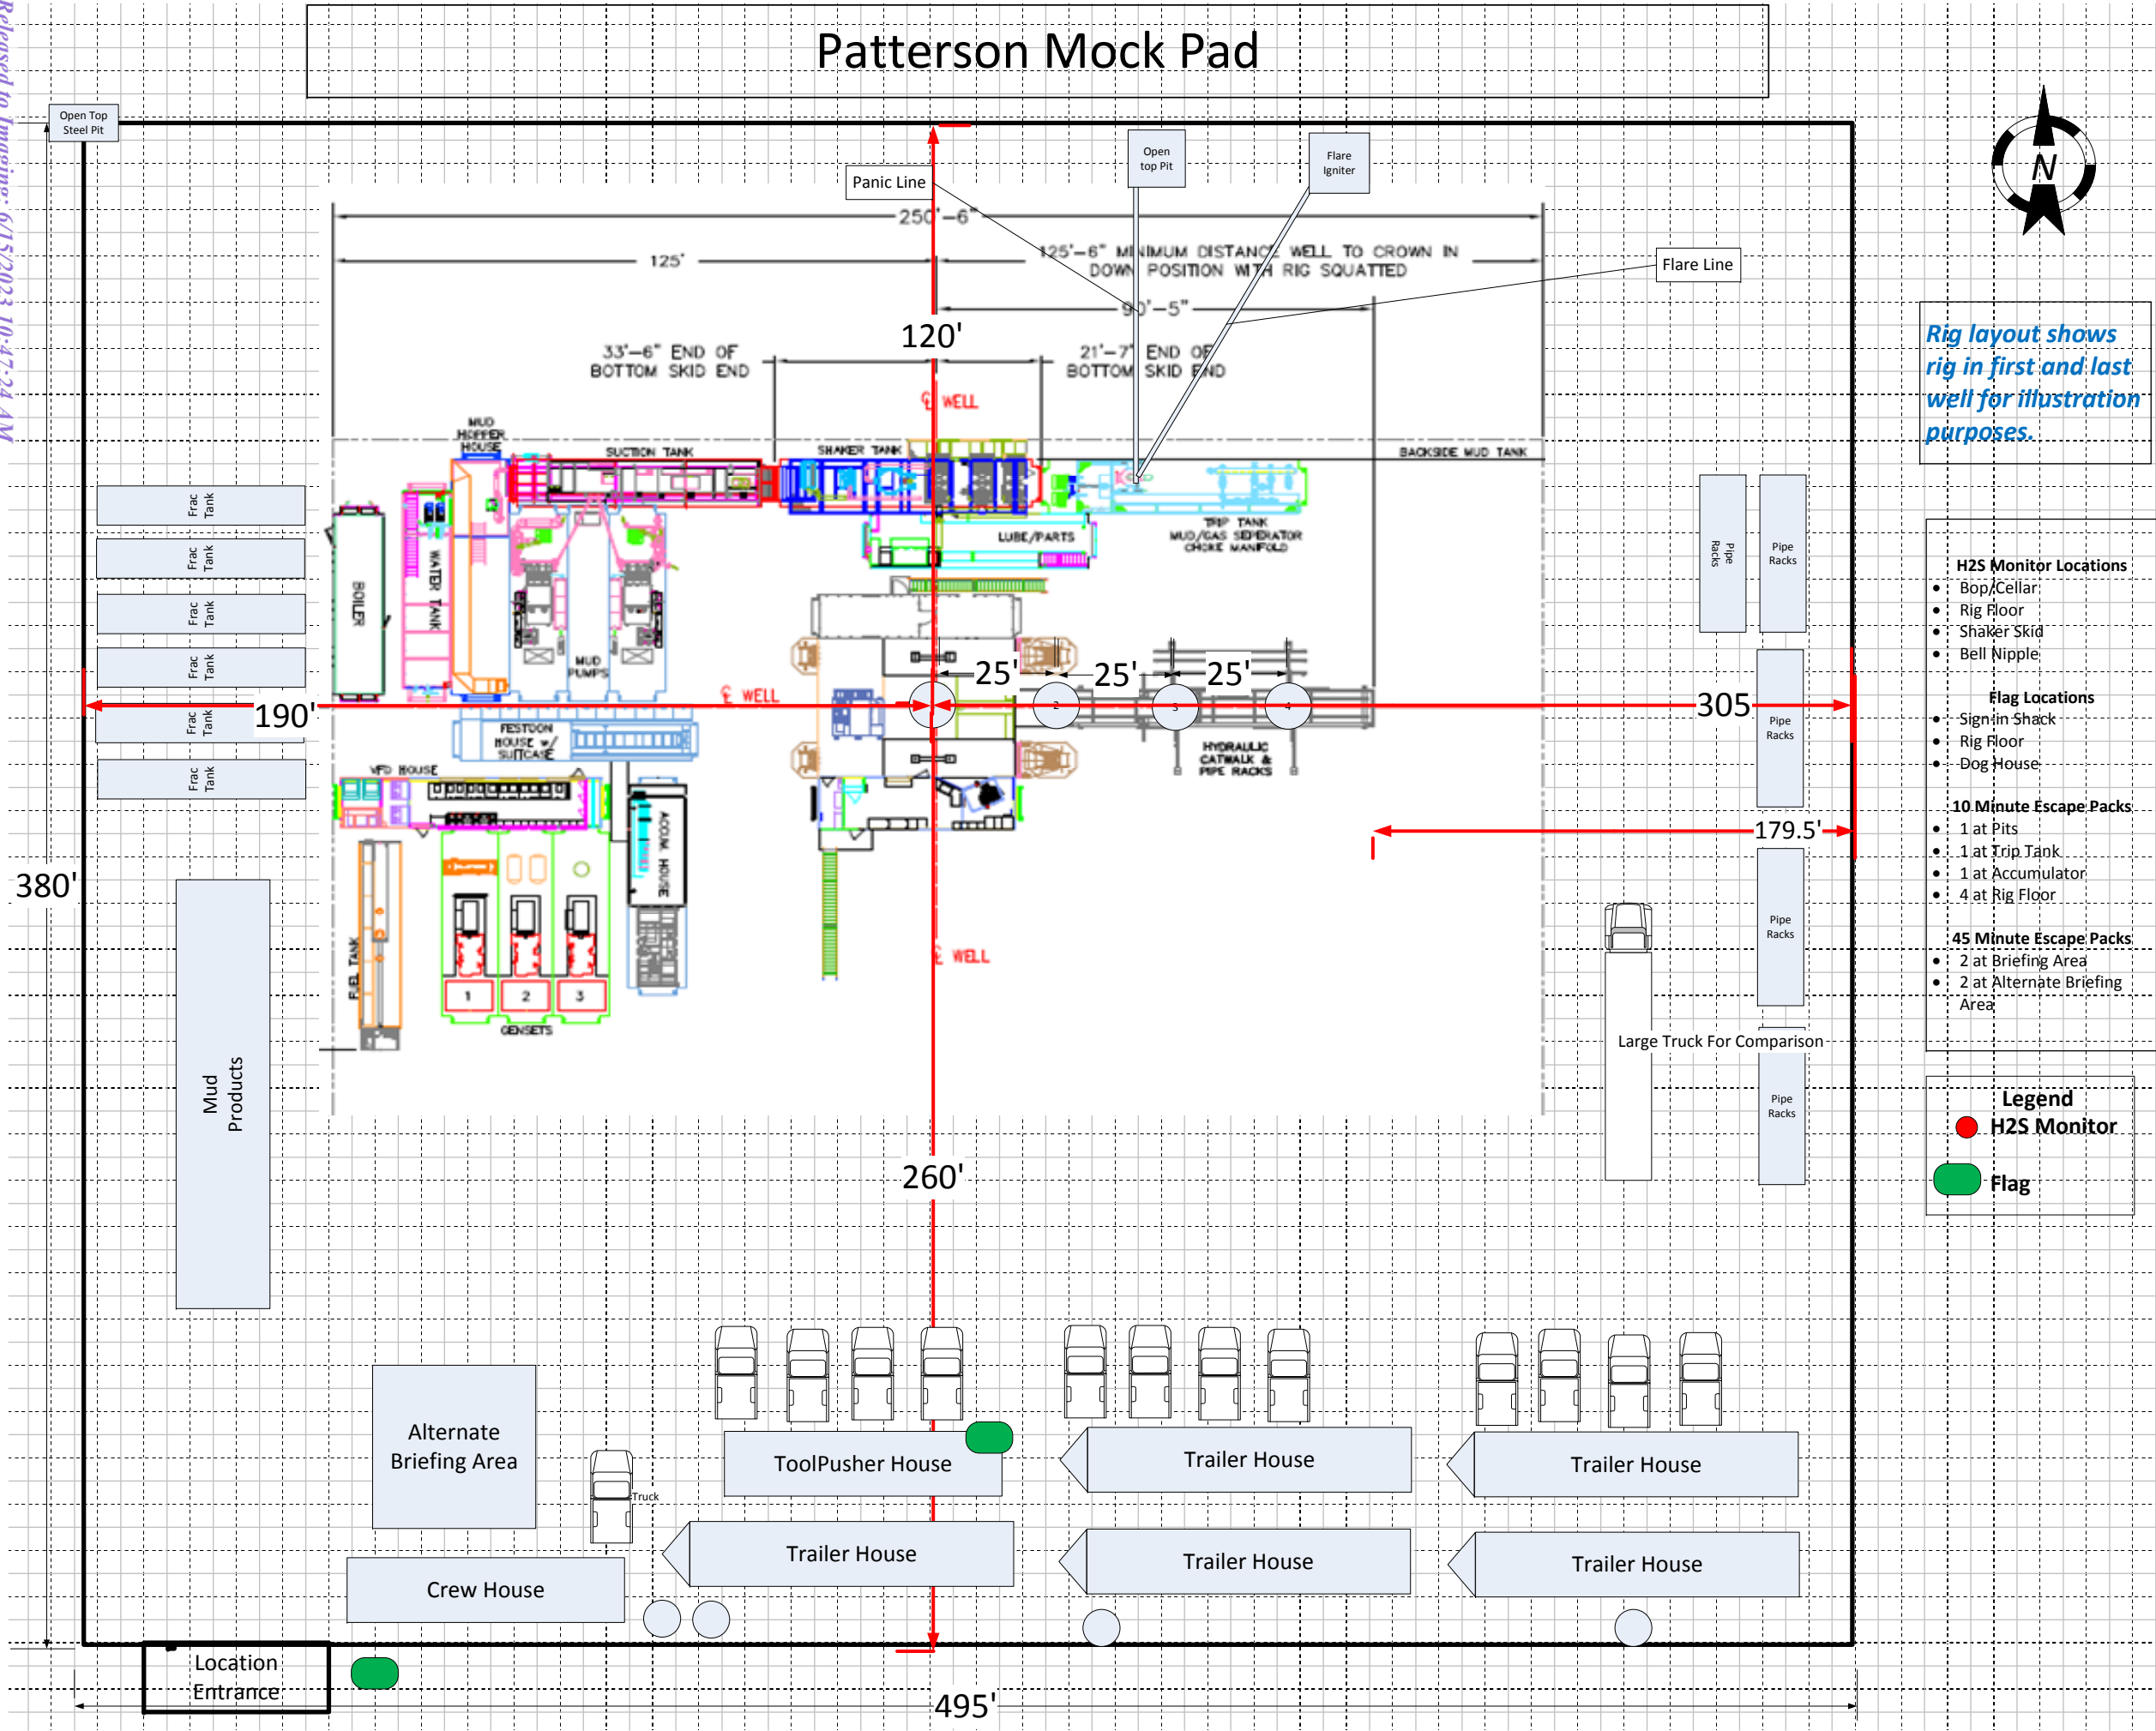 Released to Imaging: 6/15/2023 10:47:24 AM
Patterson Mock Pad
Open Top
Steel Pit
Open
top Pit
Flare
Igniter
Panic Line
N
250'-6"
125'
125'-6" MINIMUM DISTANCE WELL TO CROWN IN
DOWN POSITION WITH RIG SQUATTED
Flare Line
90'-5"
120'
33'-6" END OF
BOTTOM SKID END
21'-7" END OF
BOTTOM SKID END
Rig layout shows
rig in first and last
well for illustration
purposes.
℄ WELL
MUD
HOPPER
HOUSE
SUCTION TANK
SHAKER TANK
BACKSIDE MUD TANK
Frac
Tank
Frac
Tank
Frac
Tank
Frac
Tank
Frac
Tank
Frac
Tank
BOILER
WATER TANK
MUD
PUMPS
LUBE/PARTS
TRIP TANK
MUD/GAS SEPERATOR
CHOKE MANIFOLD
Pipe
Racks
Pipe
Racks
25'
25'
25'
℄ WELL
190'
2
3
4
305
Pipe
Racks
FESTOON
HOUSE w/
SUITCASE
HYDRAULIC
CATWALK &
PIPE RACKS
VFD HOUSE
179.5'
ACCUM. HOUSE
380'
FUEL TANK
℄ WELL
1
2
3
GENSETS
Pipe
Racks
Large Truck For Comparison
Pipe
Racks
Mud
Products
260'
H2S Monitor Locations
• Bop/Cellar
• Rig Floor
• Shaker Skid
• Bell Nipple
Flag Locations
• Sign in Shack
• Rig Floor
• Dog House
10 Minute Escape Packs
• 1 at Pits
• 1 at Trip Tank
• 1 at Accumulator
• 4 at Rig Floor
45 Minute Escape Packs
• 2 at Briefing Area
• 2 at Alternate Briefing
Area
Legend
H2S Monitor
Flag
Alternate
Briefing Area
Truck
ToolPusher House
Trailer House
Trailer House
Crew House
Trailer House
Trailer House
Trailer House
Location
Entrance
495'